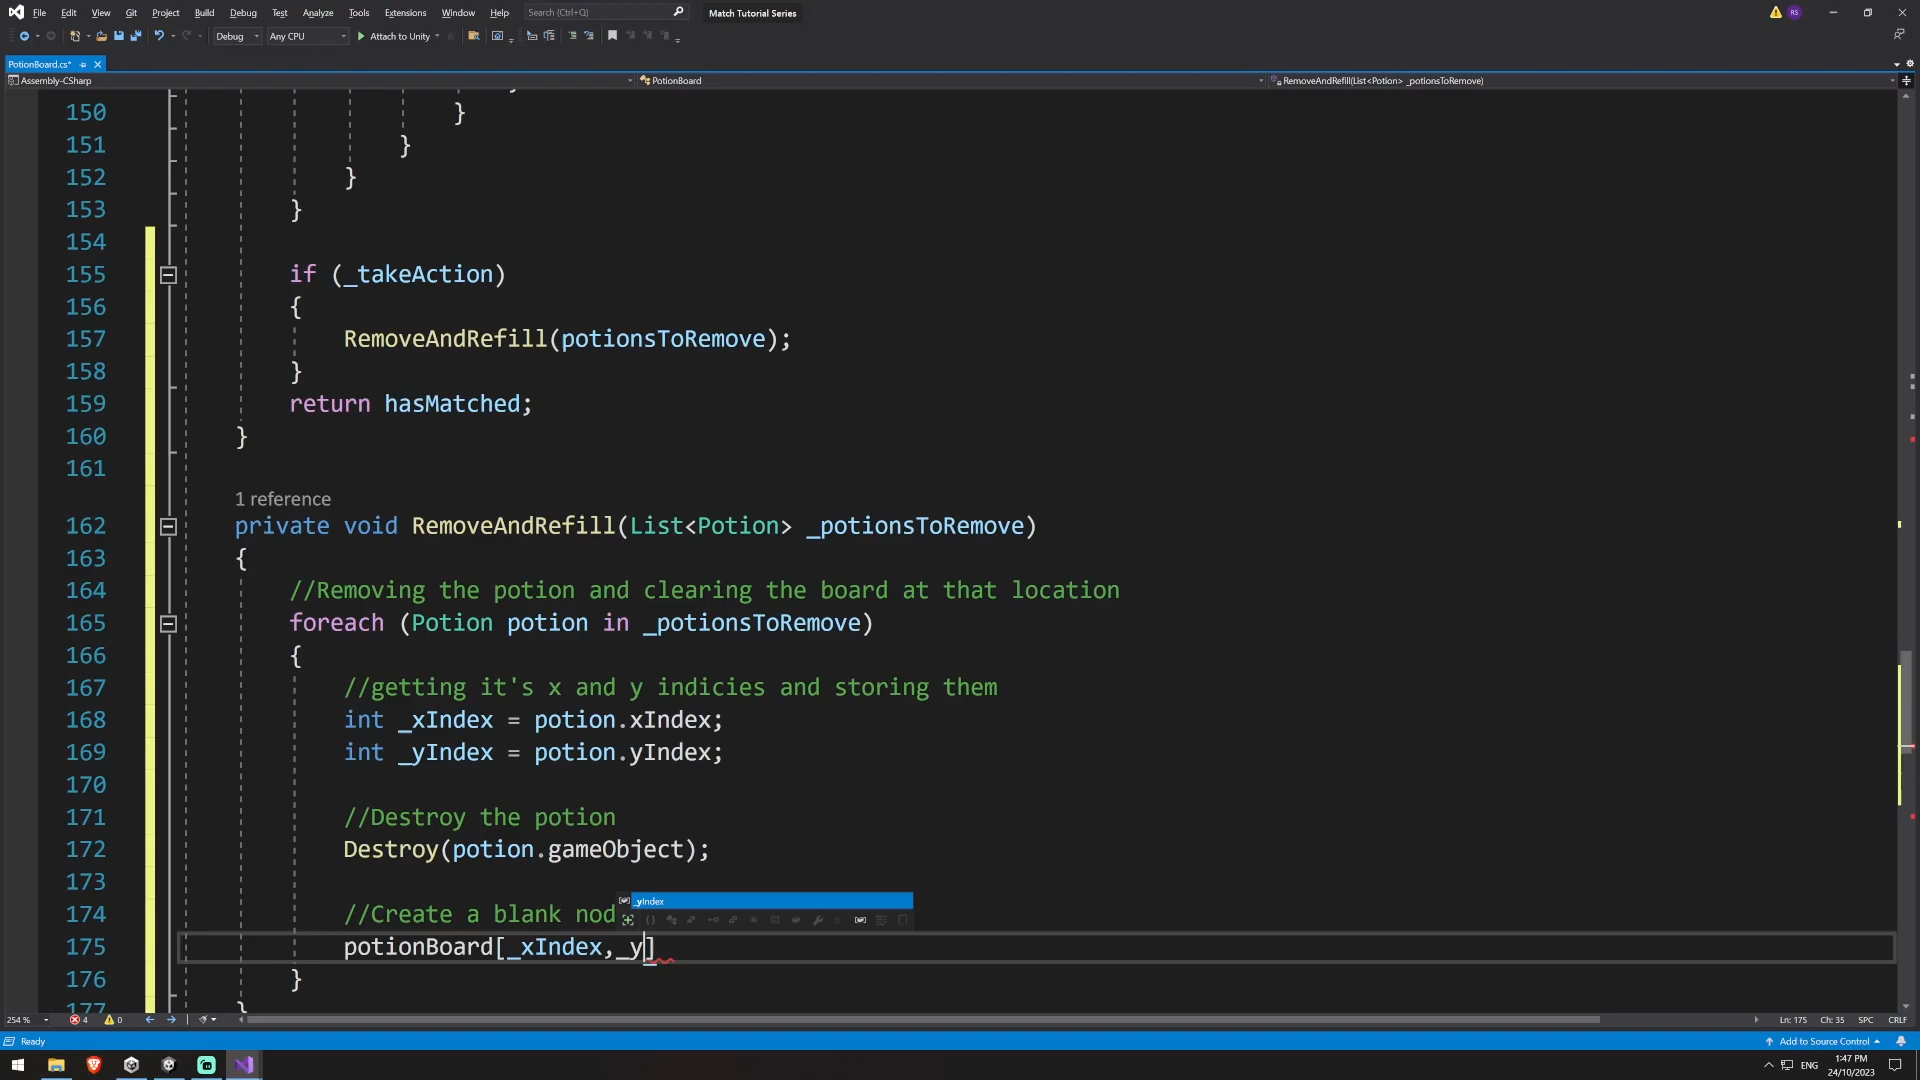 File Edit View Git Project Build Debug Test Analyze Tools Extensions Window Help Search (Ctrl+Q) Match Tutorial Series RS
Debug Any CPU Attach to Unity
PotionBoard.cs*
Assembly-CSharp PotionBoard RemoveAndRefill(List<Potion> _potionsToRemove)
150 }
151 }
152 }
153 }
154
155 if (_takeAction)
156 {
157 RemoveAndRefill(potionsToRemove);
158 }
159 return hasMatched;
160 }
161
1 reference
162 private void RemoveAndRefill(List<Potion> _potionsToRemove)
163 {
164 //Removing the potion and clearing the board at that location
165 foreach (Potion potion in _potionsToRemove)
166 {
167 //getting it's x and y indicies and storing them
168 int _xIndex = potion.xIndex;
169 int _yIndex = potion.yIndex;
170
171 //Destroy the potion
172 Destroy(potion.gameObject);
173
_yIndex
174 //Create a blank nod
175 potionBoard[_xIndex,_y]
176 }
177 }
254 % 4 0 Ln: 175 Ch: 35 SPC CRLF
Ready Add to Source Control
ENG 1:47 PM
24/10/2023